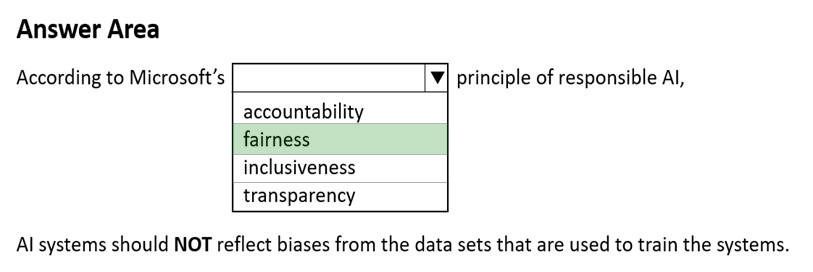 Answer Area
According to Microsoft's ▼ principle of responsible AI,
accountability
fairness
inclusiveness
transparency
AI systems should NOT reflect biases from the data sets that are used to train the systems.